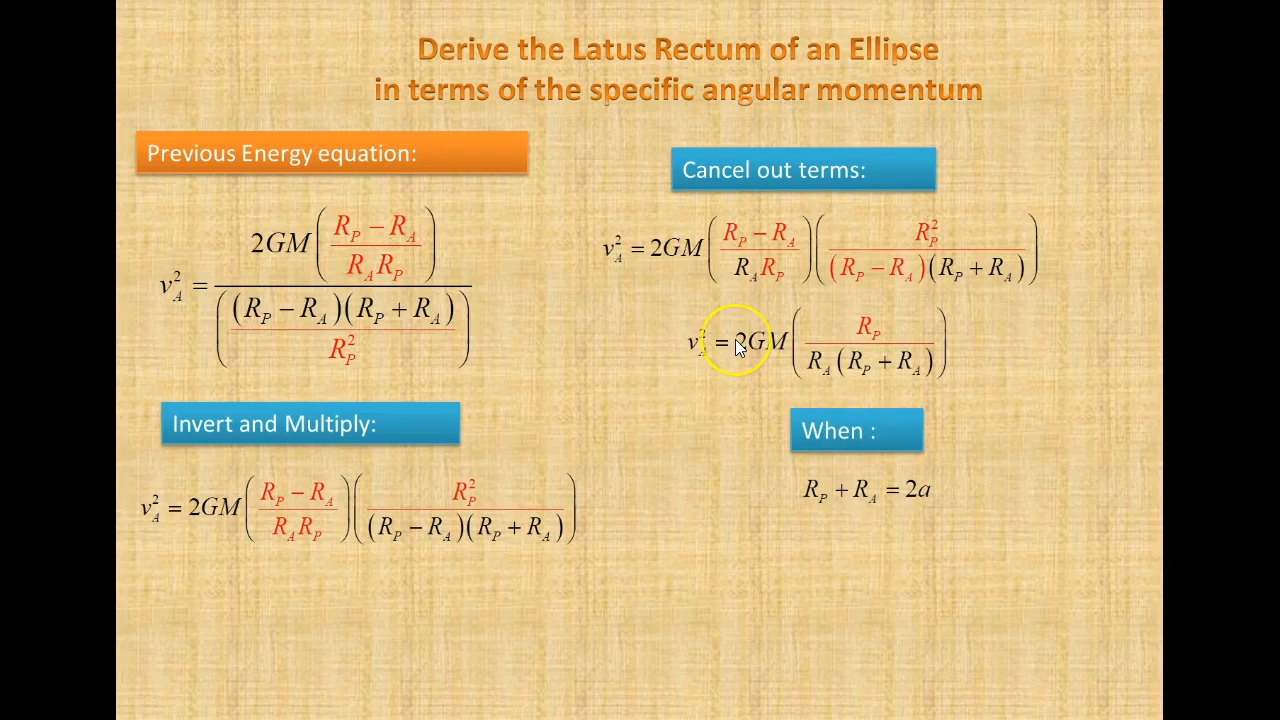 Derive the Latus Rectum of an Ellipse
in terms of the specific angular momentum
Previous Energy equation:
v_A^2 = 2GM((R_P − R_A)/(R_A R_P)) / ((R_P − R_A)(R_P + R_A)/R_P^2)
Invert and Multiply:
v_A^2 = 2GM((R_P − R_A)/(R_A R_P))(R_P^2/((R_P − R_A)(R_P + R_A)))
Cancel out terms:
v_A^2 = 2GM((R_P − R_A)/(R_A R_P))(R_P^2/((R_P − R_A)(R_P + R_A)))
v_A^2 = 2GM(R_P/(R_A(R_P + R_A)))
When :
R_P + R_A = 2a